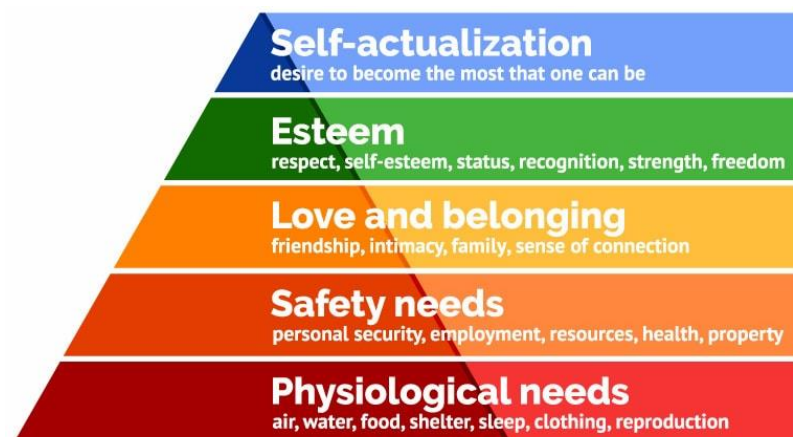 Self-actualization
desire to become the most that one can be
Esteem
respect, self-esteem, status, recognition, strength, freedom
Love and belonging
friendship, intimacy, family, sense of connection
Safety needs
personal security, employment, resources, health, property
Physiological needs
air, water, food, shelter, sleep, clothing, reproduction